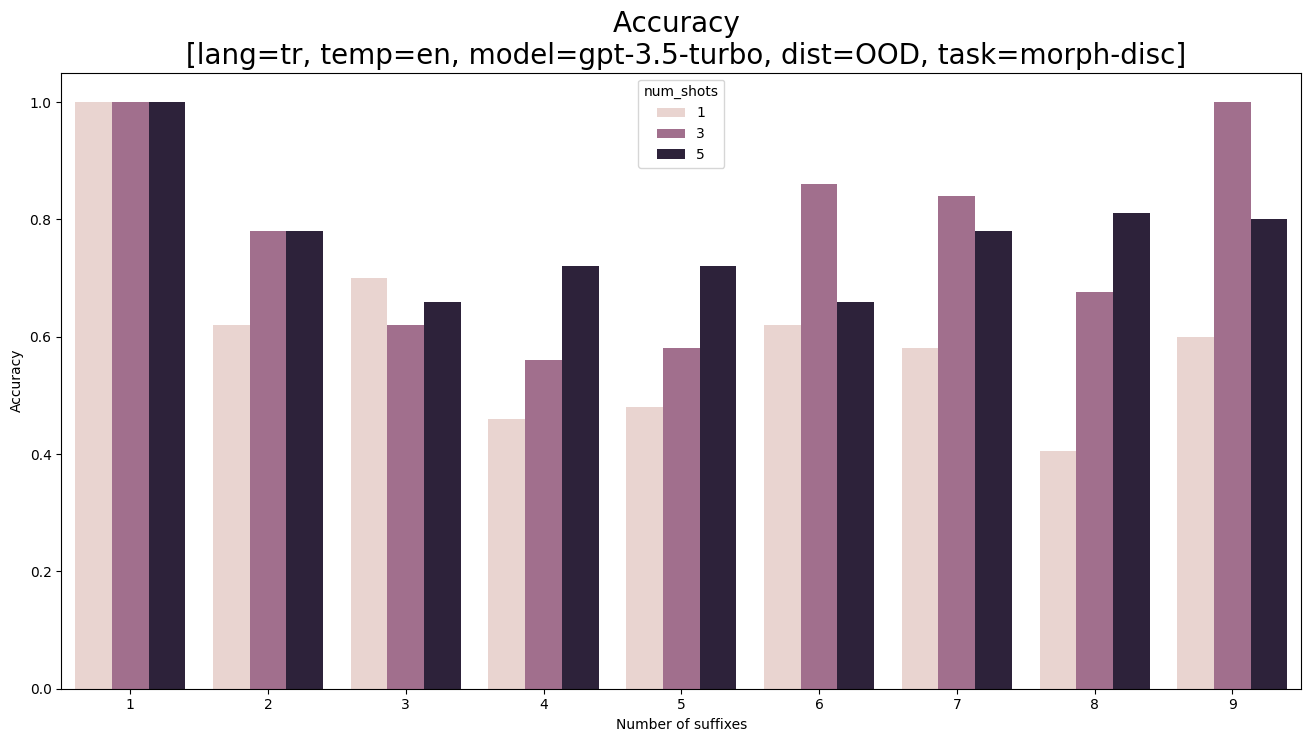 Accuracy
[lang=tr, temp=en, model=gpt-3.5-turbo, dist=OOD, task=morph-disc]
num_shots
1
3
5
Accuracy
1.0
0.8
0.6
0.4
0.2
0.0
1 2 3 4 5 6 7 8 9
Number of suffixes